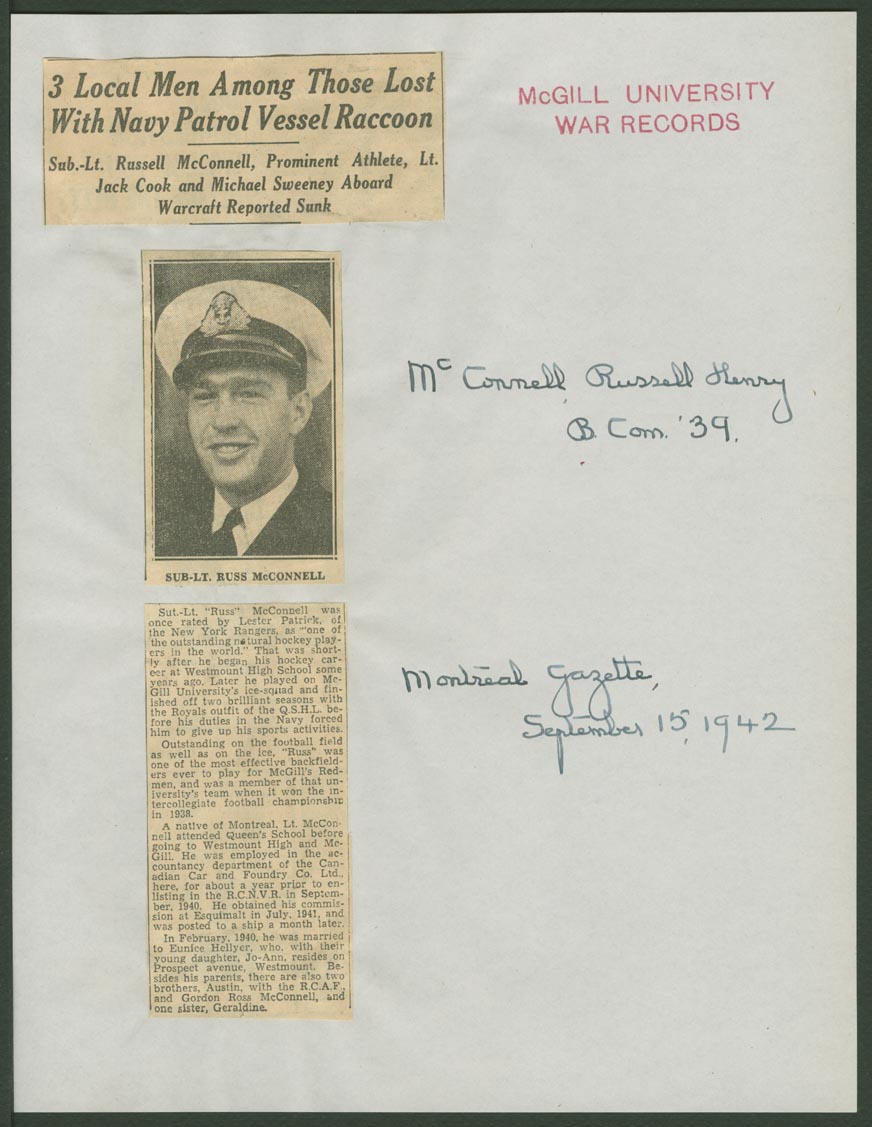 3 Local Men Among Those Lost
With Navy Patrol Vessel Raccoon
Sub.-Lt. Russell McConnell, Prominent Athlete, Lt.
Jack Cook and Michael Sweeney Aboard
Warcraft Reported Sunk
McGILL UNIVERSITY
WAR RECORDS
SUB-LT. RUSS McCONNELL
McConnell, Russell Henry
B. Com. '39.
Sut.-Lt. "Russ" McConnell was
once rated by Lester Patrick, of
the New York Rangers, as "one of
the outstanding natural hockey play-
ers in the world." That was short-
ly after he began his hockey car-
eer at Westmount High School some
years ago. Later he played on Mc-
Gill University's ice-squad and fin-
ished off two brilliant seasons with
the Royals outfit of the Q.S.H.L. be-
fore his duties in the Navy forced
him to give up his sports activities.
Outstanding on the football field
as well as on the ice, "Russ" was
one of the most effective backfield-
ers ever to play for McGill's Red-
men, and was a member of that un-
iversity's team when it won the in-
tercollegiate football championship
in 1938.
A native of Montreal, Lt. McCon-
nell attended Queen's School before
going to Westmount High and Mc-
Gill. He was employed in the ac-
countancy department of the Can-
adian Car and Foundry Co. Ltd.,
here, for about a year prior to en-
listing in the R.C.N.V.R. in Septem-
ber, 1940. He obtained his commis-
sion at Esquimalt in July, 1941, and
was posted to a ship a month later.
In February, 1940, he was married
to Eunice Hellyer, who, with their
young daughter, Jo-Ann, resides on
Prospect avenue, Westmount. Be-
sides his parents, there are also two
brothers, Austin, with the R.C.A.F.,
and Gordon Ross McConnell, and
one sister, Geraldine.
Montreal Gazette,
September 15, 1942